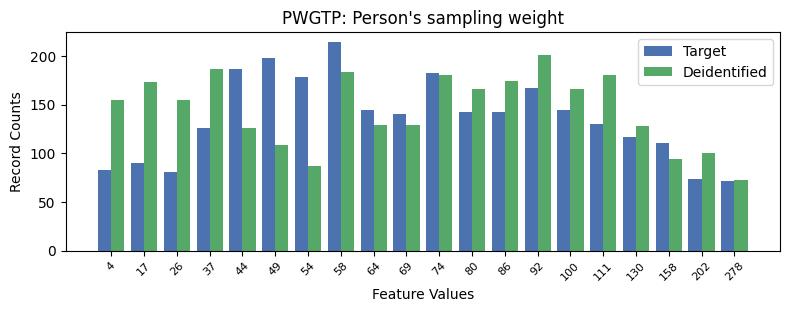 PWGTP: Person's sampling weight
Record Counts
200
150
100
50
0
Target
Deidentified
4 17 26 37 44 49 54 58 64 69 74 80 86 92 100 111 130 158 202 278
Feature Values